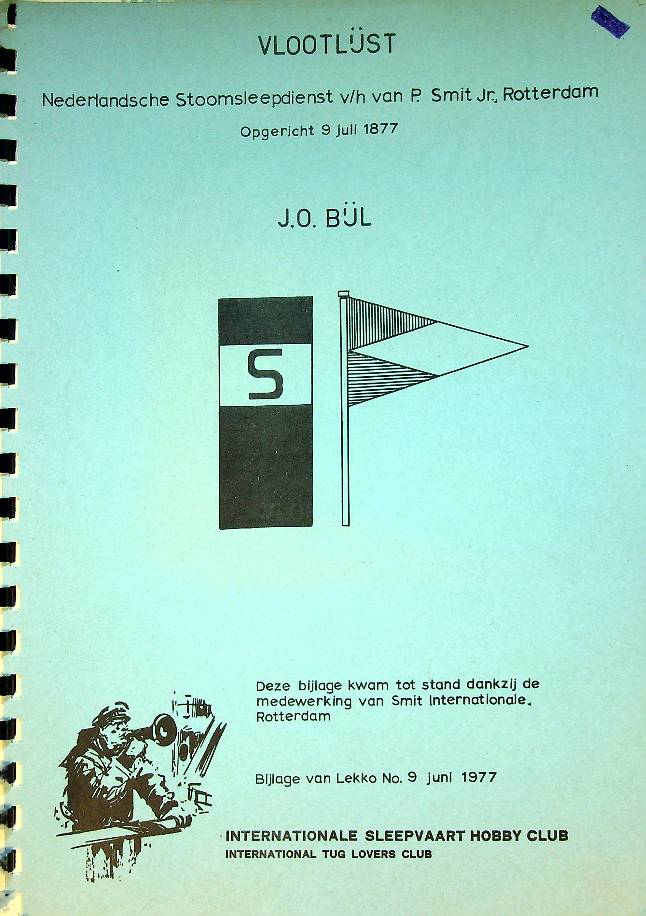 VLOOTLĲST
Nederlandsche Stoomsleepdienst v/h van P. Smit Jr., Rotterdam
Opgericht 9 juli 1877
J.O. BĲL
S
Deze bijlage kwam tot stand dankzij de
medewerking van Smit Internationale.
Rotterdam
Bijlage van Lekko No. 9 juni 1977
INTERNATIONALE SLEEPVAART HOBBY CLUB
INTERNATIONAL TUG LOVERS CLUB